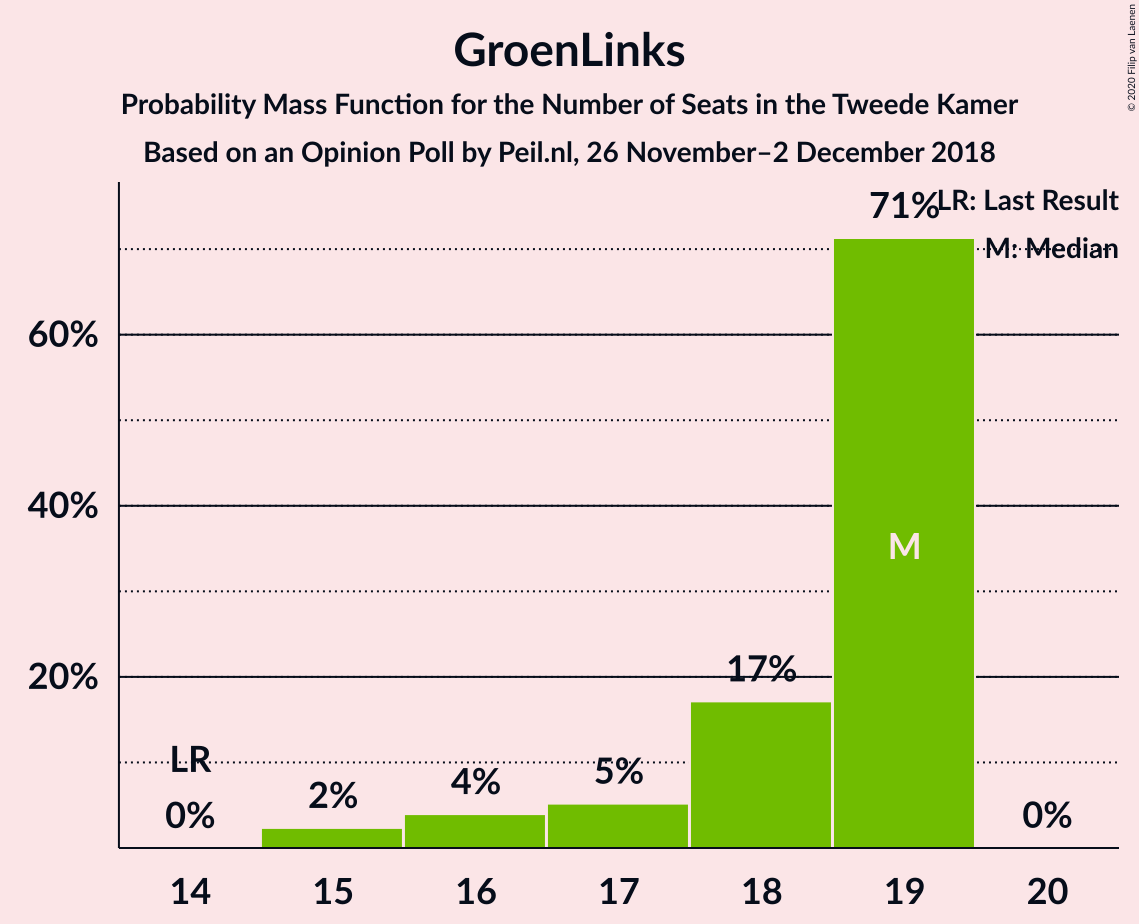 GroenLinks
Probability Mass Function for the Number of Seats in the Tweede Kamer
Based on an Opinion Poll by Peil.nl, 26 November–2 December 2018
© 2020 Filip van Laenen
LR: Last Result
M: Median
71%
60%
40%
M
20%
17%
LR
5%
4%
2%
0%
0%
14 15 16 17 18 19 20